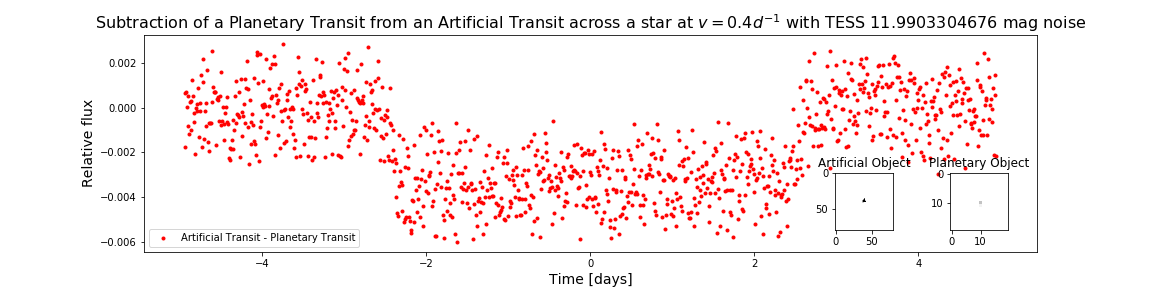 Subtraction of a Planetary Transit from an Artificial Transit across a star at v = 0.4d⁻¹ with TESS 11.9903304676 mag noise
Relative flux
0.002
0.000
−0.002
−0.004
−0.006
Artificial Transit - Planetary Transit
Artificial Object
0
50
0 50
Planetary Object
0
10
0 10
−4 −2 0 2 4
Time [days]